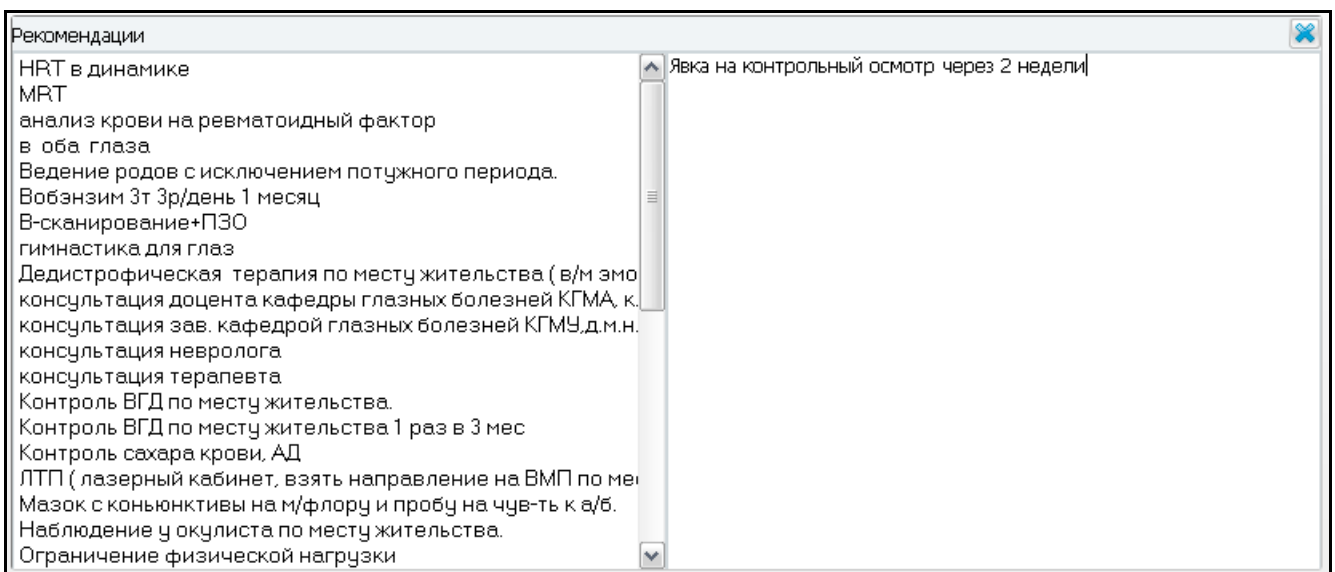 Рекомендации
HRT в динамике
MRT
анализ крови на ревматоидный фактор
в оба глаза
Ведение родов с исключением потужного периода.
Вобэнзим 3т 3р/день 1 месяц
В-сканирование+ПЗО
гимнастика для глаз
Дедистрофическая терапия по месту жительства ( в/м эмо
консультация доцента кафедры глазных болезней КГМА, к.
консультация зав. кафедрой глазных болезней КГМУ,д.м.н.
консультация невролога
консультация терапевта
Контроль ВГД по месту жительства.
Контроль ВГД по месту жительства 1 раз в 3 мес
Контроль сахара крови, АД
ЛТП ( лазерный кабинет, взять направление на ВМП по ме
Мазок с коньюнктивы на м/флору и пробу на чув-ть к а/б.
Наблюдение у окулиста по месту жительства.
Ограничение физической нагрузки
Явка на контрольный осмотр через 2 недели